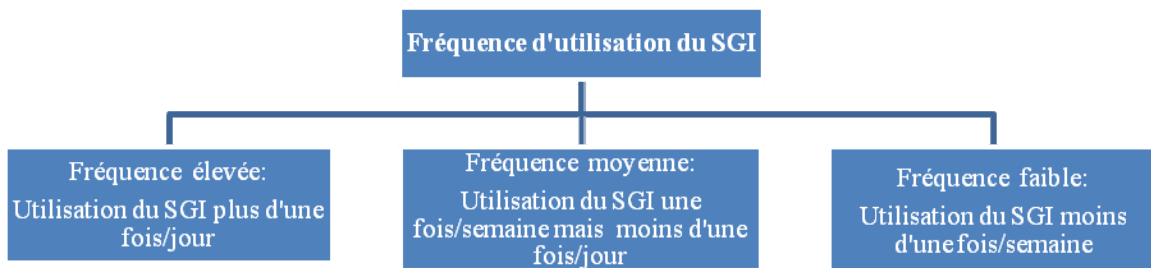 Fréquence d'utilisation du SGI
Fréquence élevée:
Utilisation du SGI plus d'une
fois/jour
Fréquence moyenne:
Utilisation du SGI une
fois/semaine mais moins d'une
fois/jour
Fréquence faible:
Utilisation du SGI moins
d'une fois/semaine